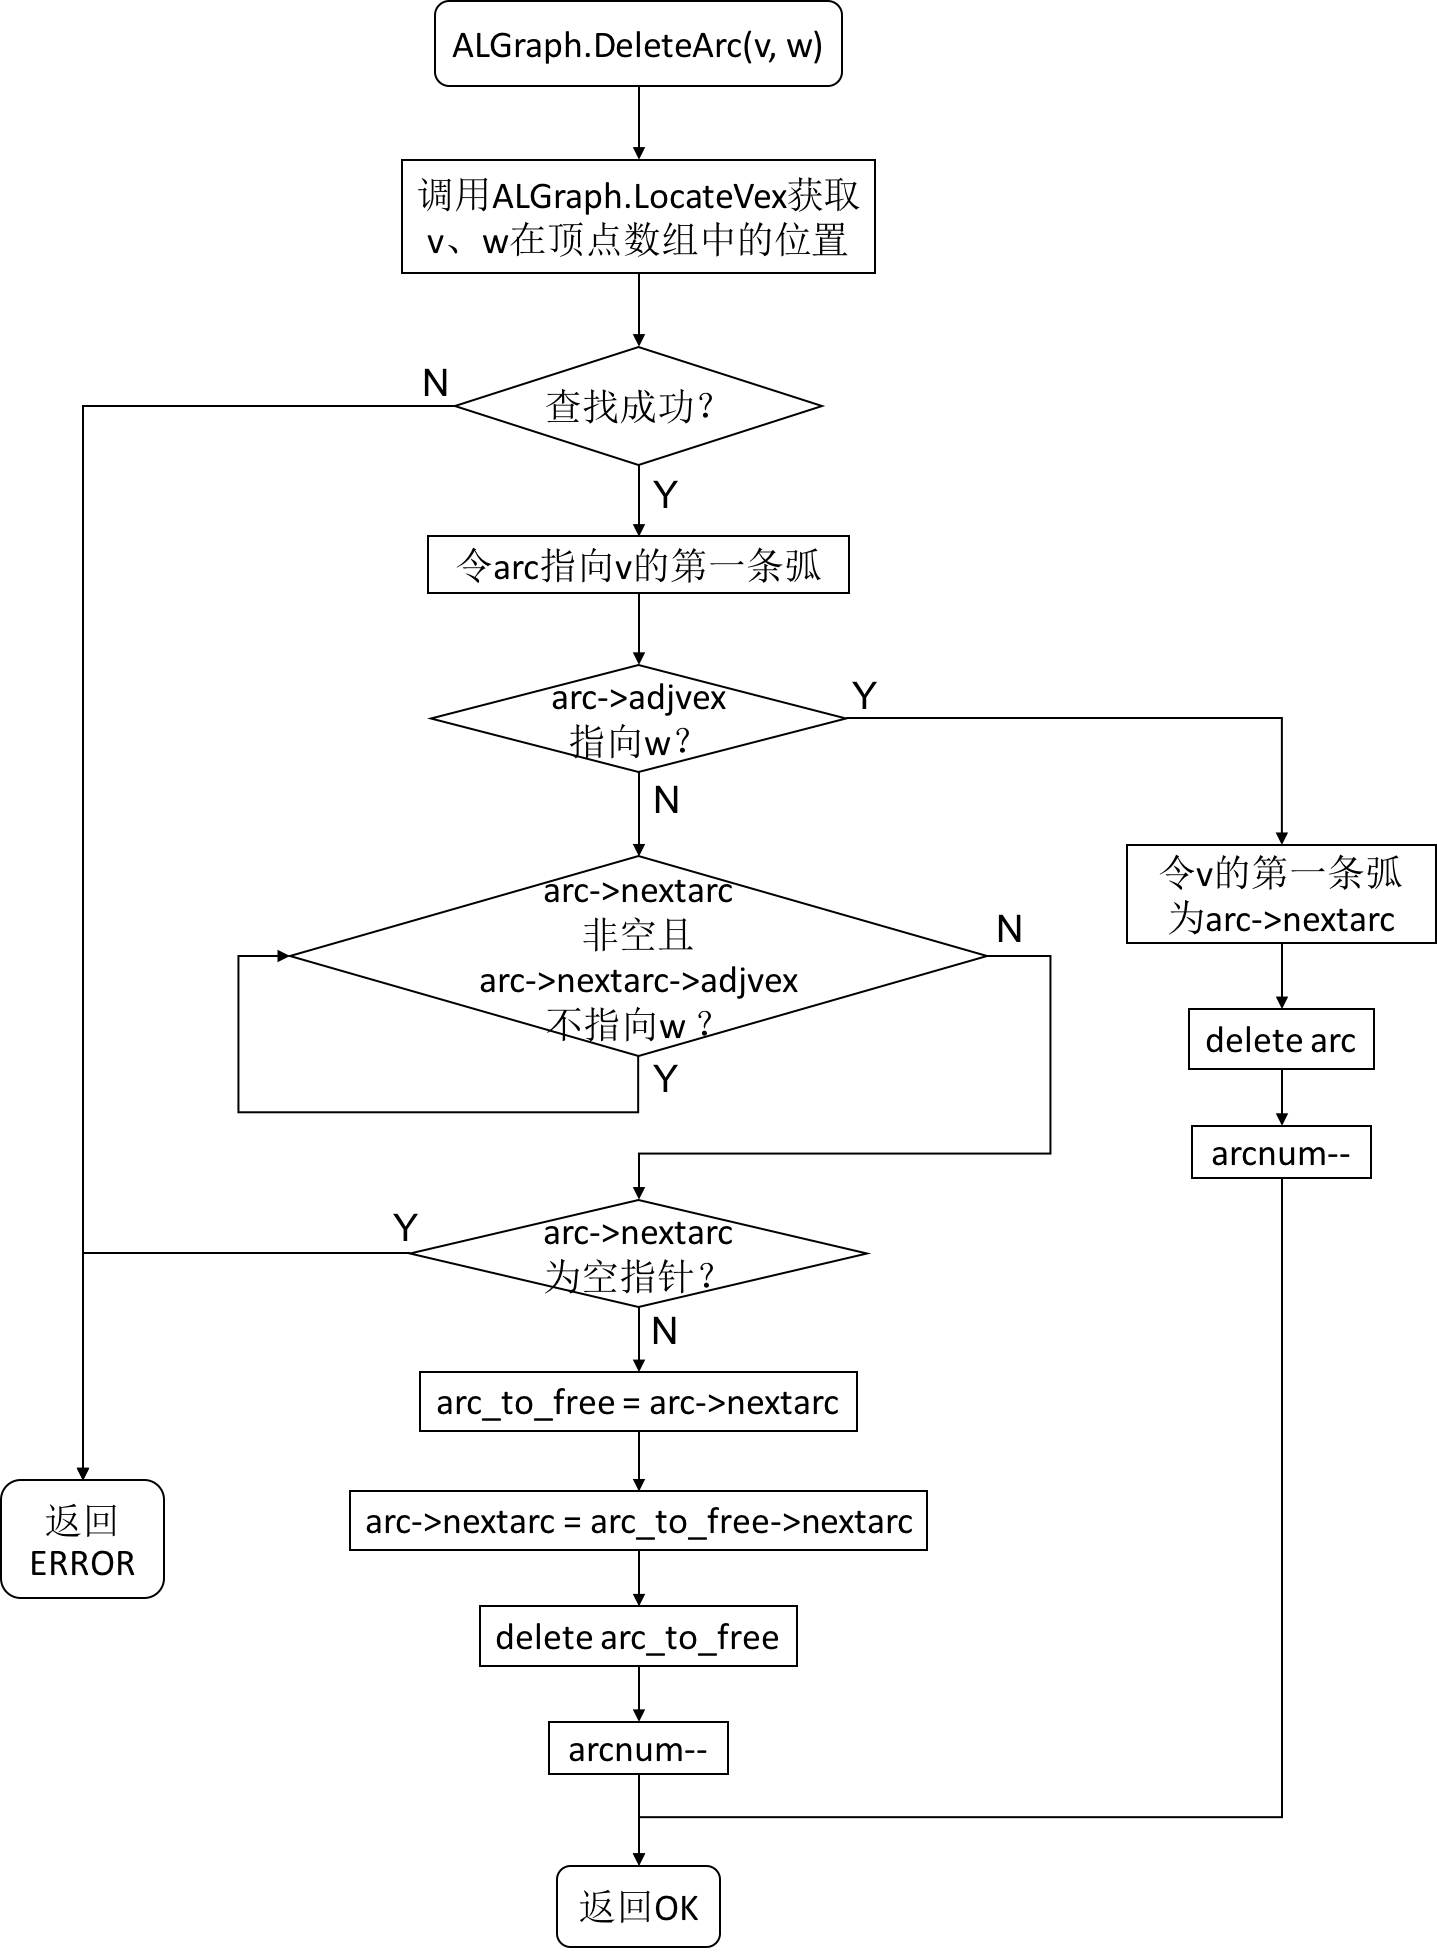 ALGraph.DeleteArc(v, w)
调用ALGraph.LocateVex获取
v、w在顶点数组中的位置
N
查找成功？
Y
令arc指向v的第一条弧
arc->adjvex
指向w？
Y
N
令v的第一条弧
为arc->nextarc
arc->nextarc
非空且
arc->nextarc->adjvex
不指向w？
N
Y
delete arc
arcnum--
Y
arc->nextarc
为空指针？
N
arc_to_free = arc->nextarc
返回
ERROR
arc->nextarc = arc_to_free->nextarc
delete arc_to_free
arcnum--
返回OK